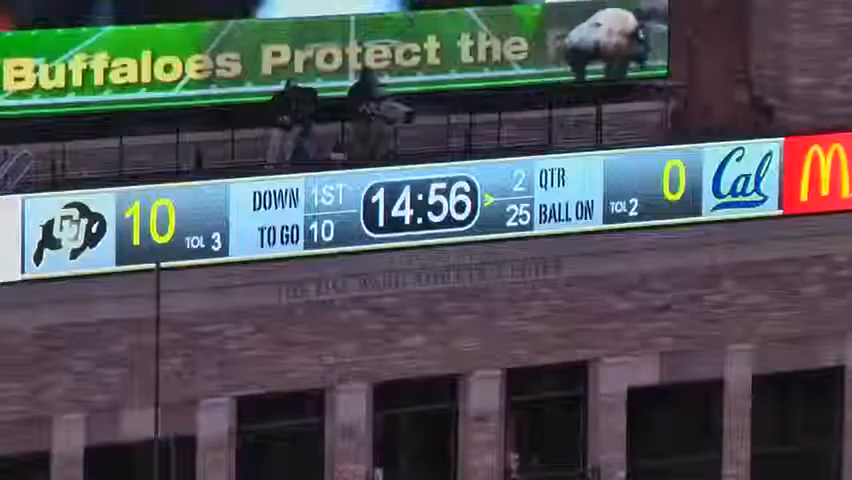 Buffaloes Protect the
CU 10 TOL 3 DOWN 1ST 14:56 2 QTR 0 Cal
TO GO 10 25 BALL ON TOL 2